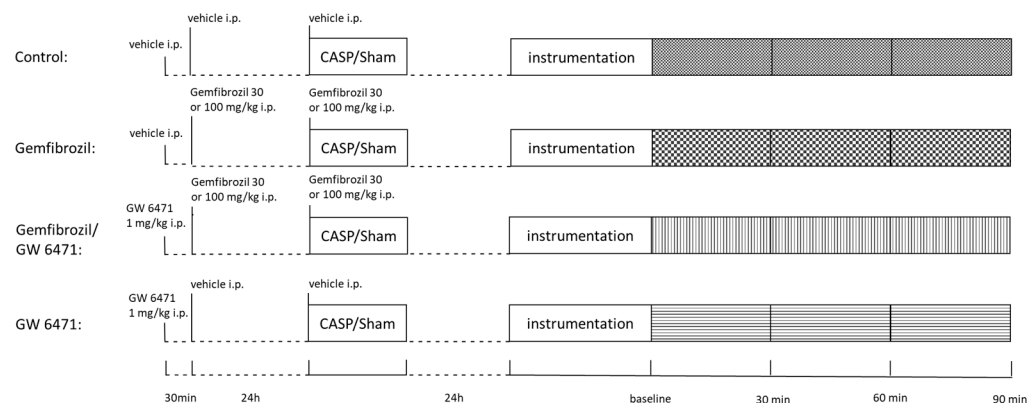 vehicle i.p.
vehicle i.p.
vehicle i.p.
Control:
CASP/Sham
instrumentation
Gemfibrozil 30
or 100 mg/kg i.p.
Gemfibrozil 30
or 100 mg/kg i.p.
vehicle i.p.
Gemfibrozil:
CASP/Sham
instrumentation
Gemfibrozil 30
or 100 mg/kg i.p.
Gemfibrozil 30
or 100 mg/kg i.p.
GW 6471
1 mg/kg i.p.
Gemfibrozil/
GW 6471:
CASP/Sham
instrumentation
vehicle i.p.
vehicle i.p.
GW 6471
1 mg/kg i.p.
GW 6471:
CASP/Sham
instrumentation
30min 24h 24h baseline 30 min 60 min 90 min